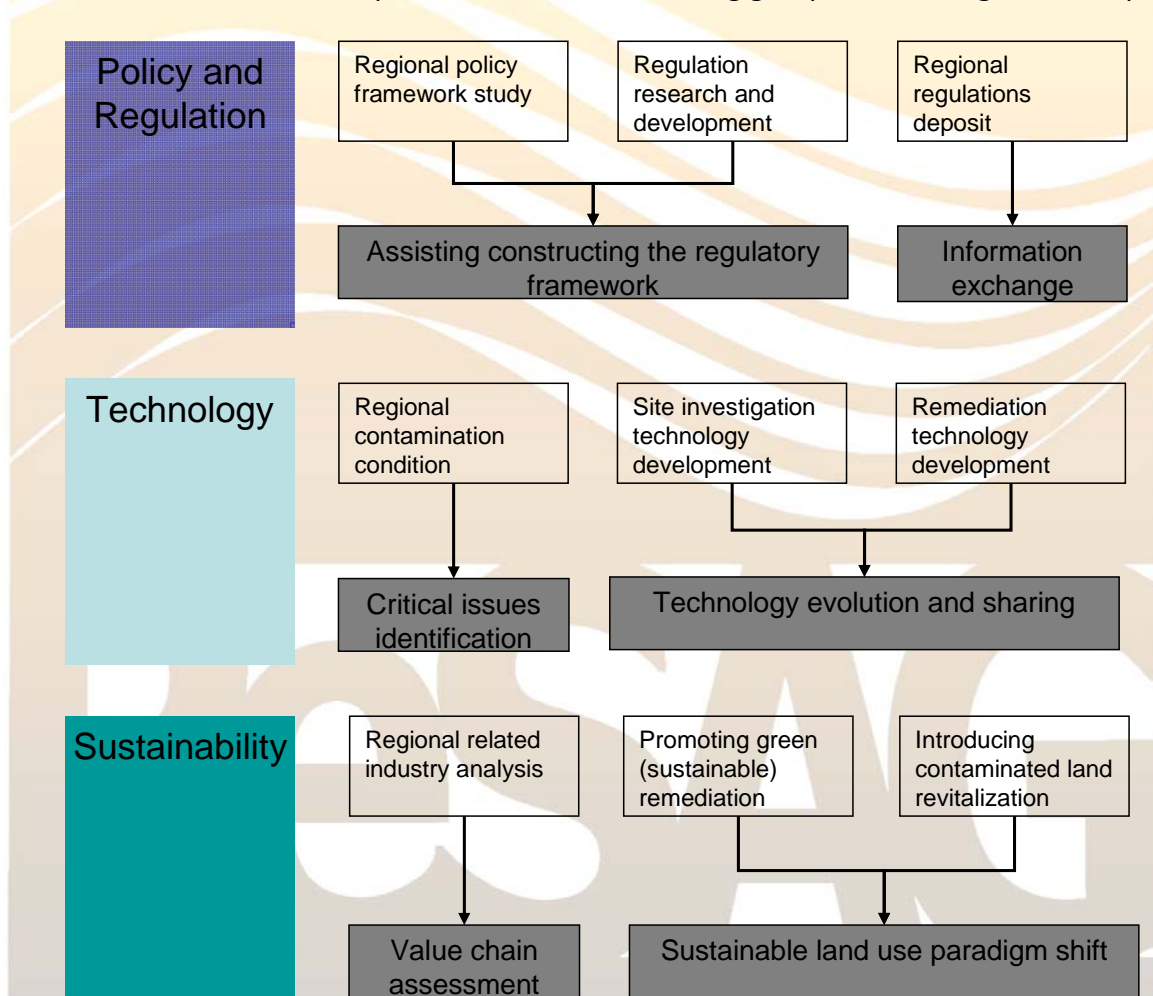 Policy and
Regulation
Regional policy
framework study
Regulation
research and
development
Regional
regulations
deposit
Assisting constructing the regulatory
framework
Information
exchange
Technology
Regional
contamination
condition
Site investigation
technology
development
Remediation
technology
development
Critical issues
identification
Technology evolution and sharing
Sustainability
Regional related
industry analysis
Promoting green
(sustainable)
remediation
Introducing
contaminated land
revitalization
Value chain
assessment
Sustainable land use paradigm shift